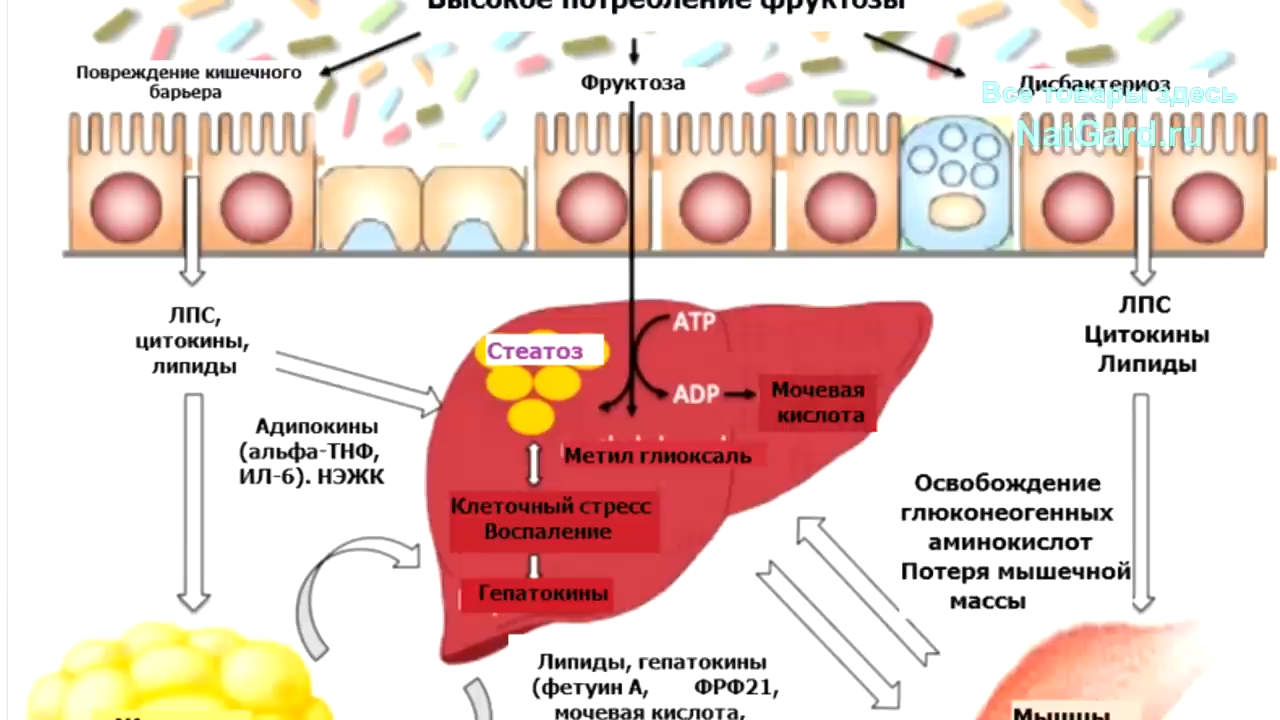 Высокое потребление фруктозы
Повреждение кишечного
барьера
Фруктоза
Дисбактериоз
Все товары здесь
NatGard.ru
ЛПС,
цитокины,
липиды
ЛПС
Цитокины
Липиды
Стеатоз
ATP
ADP
Мочевая
кислота
Адипокины
(альфа-ТНФ,
ИЛ-6). НЭЖК
Метил глиоксаль
Клеточный стресс
Воспаление
Гепатокины
Освобождение
глюконеогенных
аминокислот
Потеря мышечной
массы
Липиды, гепатокины
(фетуин А, ФРФ21,
мочевая кислота,
Мышцы